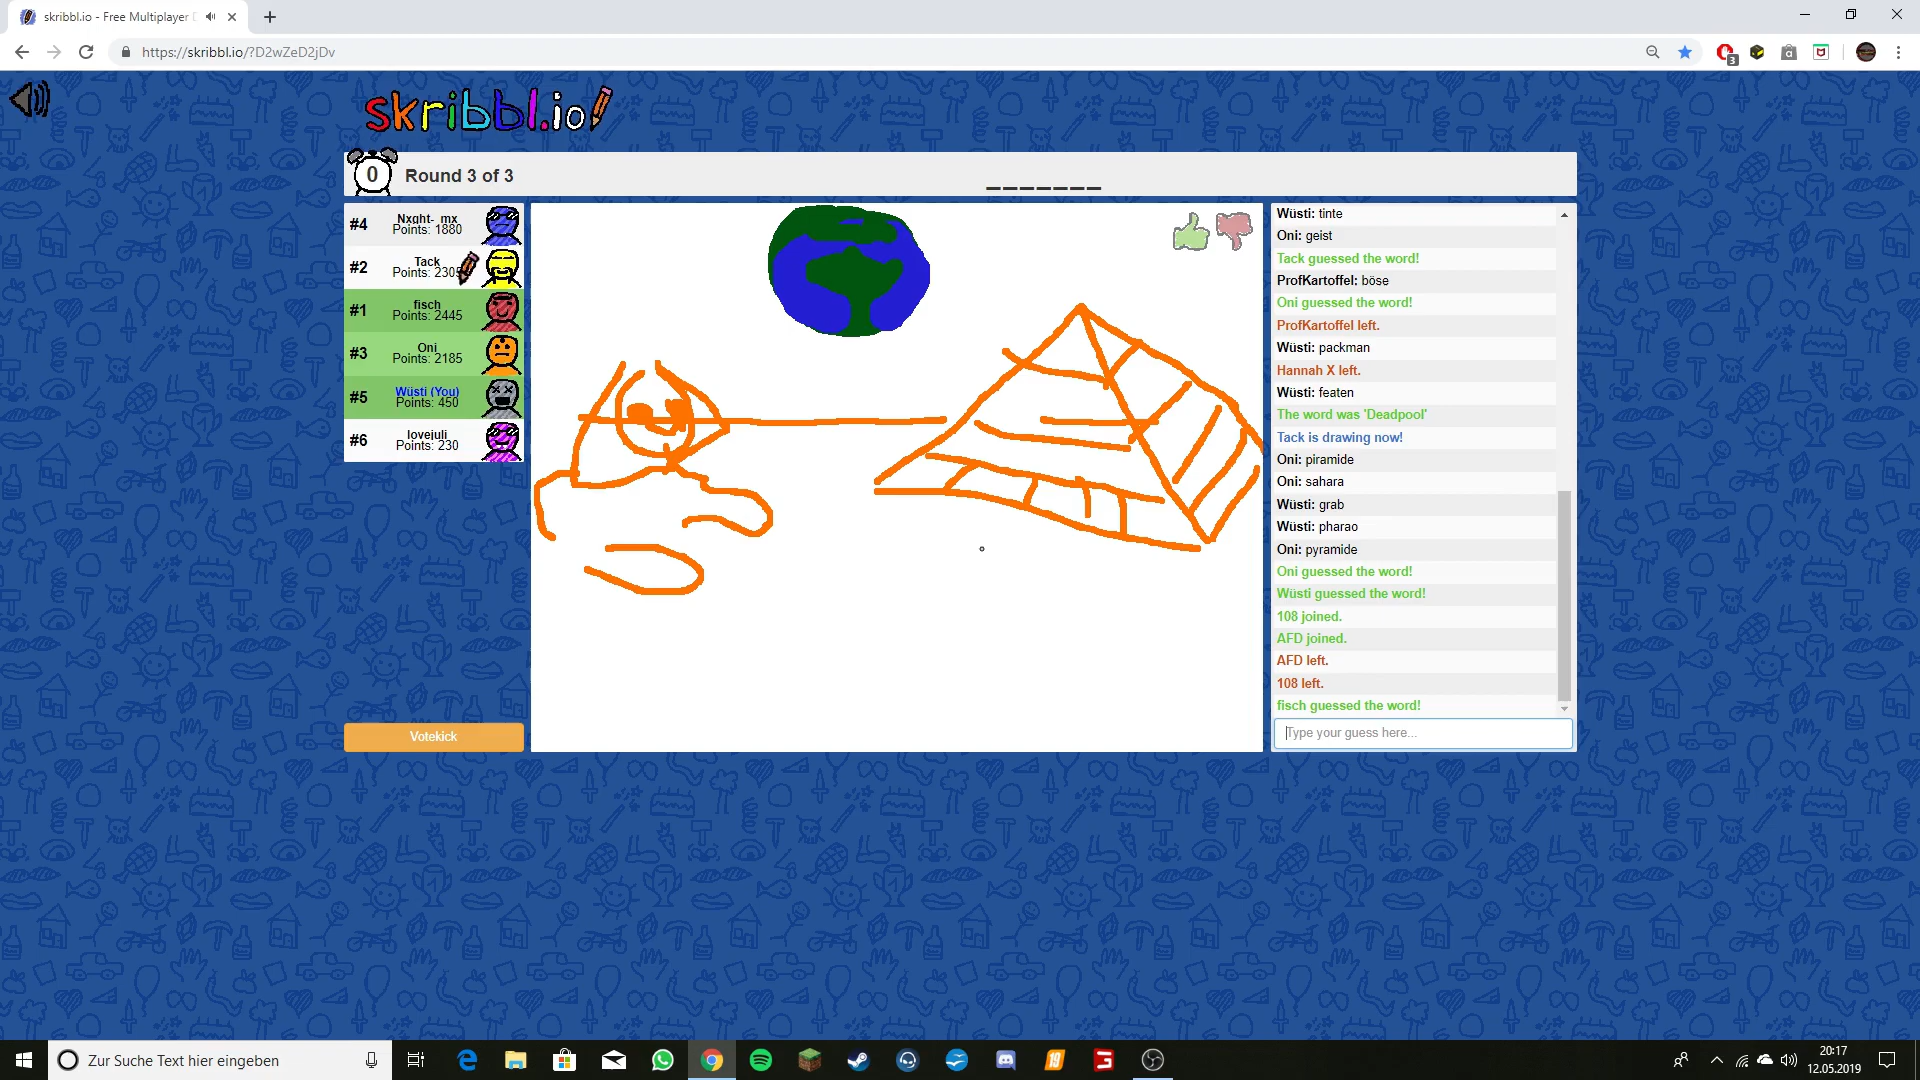 skribbl.io - Free Multiplayer D
https://skribbl.io/?D2wZeD2jDv
3
skribbl.io
0
Round 3 of 3
_______
#4 Nxght-_mx
Points: 1880
#2 Tack
Points: 2305
#1 fisch
Points: 2445
#3 Oni
Points: 2185
#5 Wüsti (You)
Points: 450
#6 lovejuli
Points: 230
Votekick
Wüsti: tinte
Oni: geist
Tack guessed the word!
ProfKartoffel: böse
Oni guessed the word!
ProfKartoffel left.
Wüsti: packman
Hannah X left.
Wüsti: featen
The word was 'Deadpool'
Tack is drawing now!
Oni: piramide
Oni: sahara
Wüsti: grab
Wüsti: pharao
Oni: pyramide
Oni guessed the word!
Wüsti guessed the word!
108 joined.
AFD joined.
AFD left.
108 left.
fisch guessed the word!
Type your guess here...
Zur Suche Text hier eingeben
19
20:17
12.05.2019